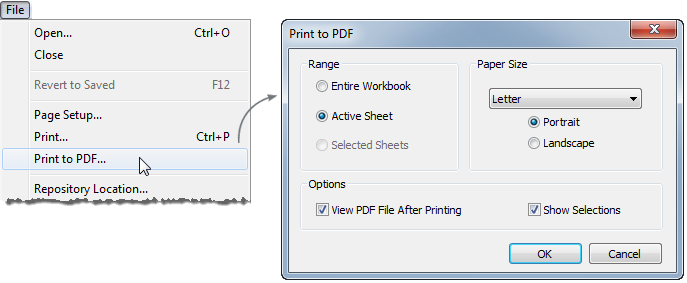 File
Open... Ctrl+O
Close
Revert to Saved F12
Page Setup...
Print... Ctrl+P
Print to PDF...
Repository Location...
Print to PDF
Range
Entire Workbook
Active Sheet
Selected Sheets
Paper Size
Letter
Portrait
Landscape
Options
View PDF File After Printing Show Selections
OK Cancel